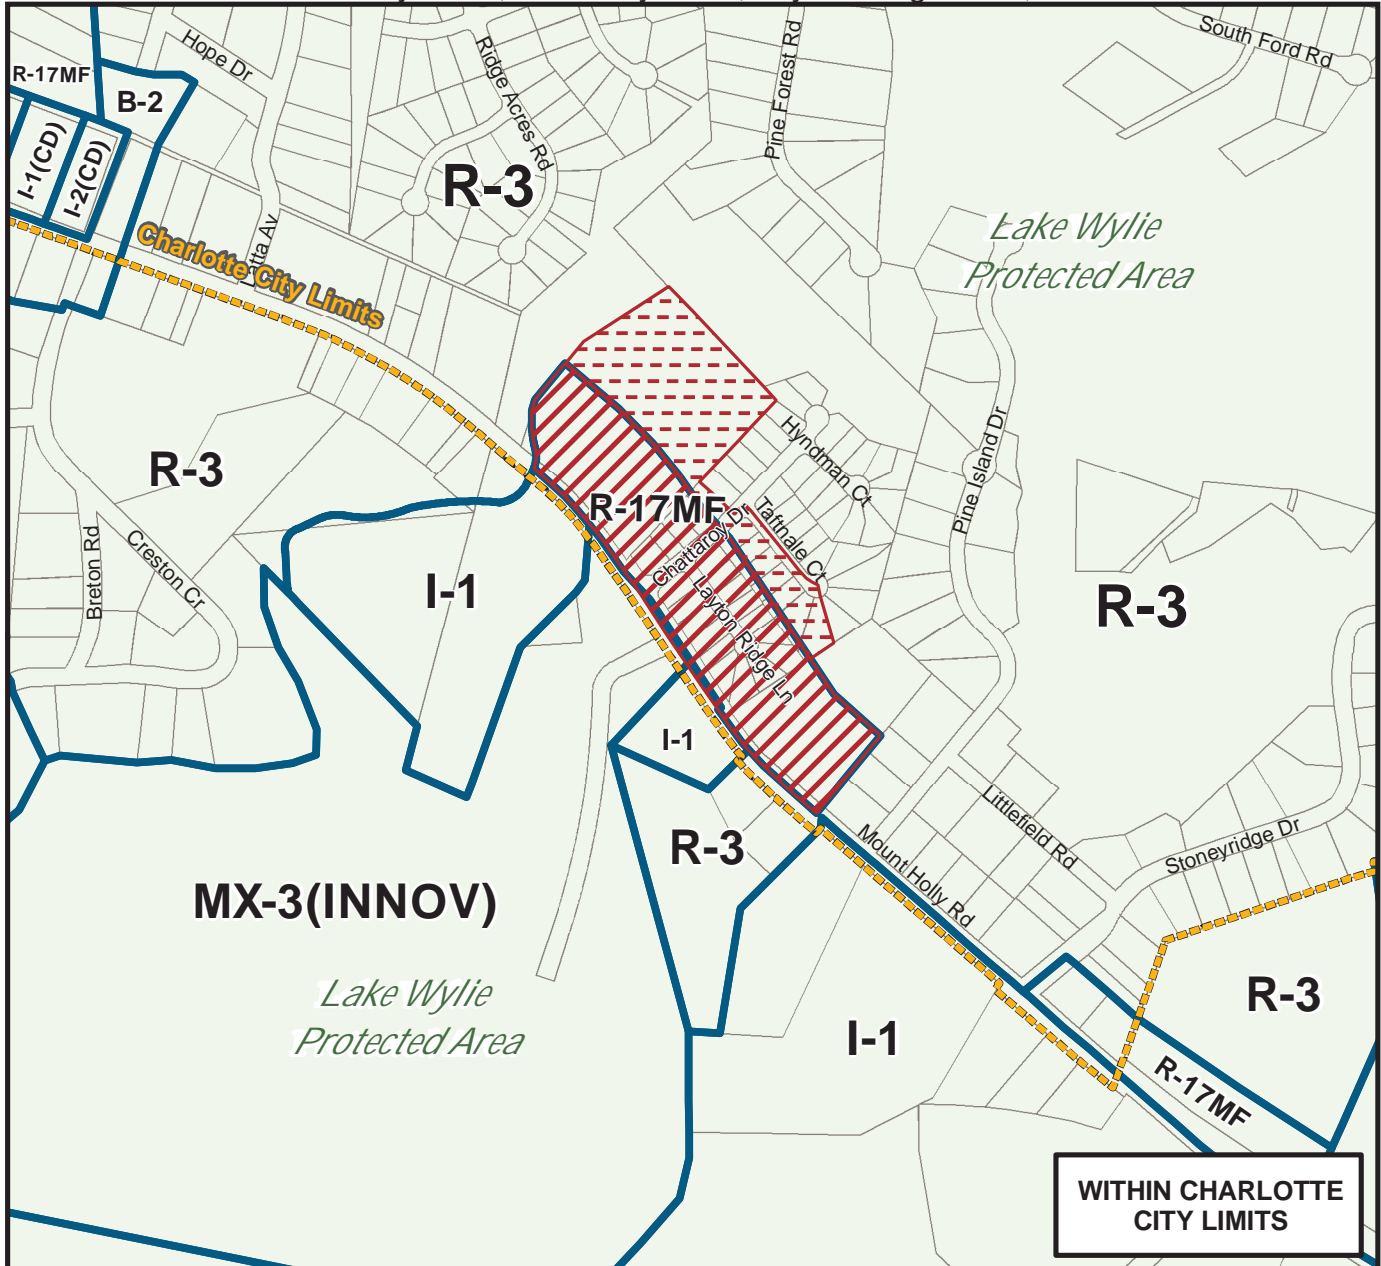 Hope Dr
Ridge Acres Rd
Pine Forest Rd
South Ford Rd
R-17MF
B-2
I-1(CD)
I-2(CD)
R-3
Lake Wylie
Protected Area
Charlotte City Limits
Hyndman Ct
Pine Island Dr
R-3
R-17MF
Taftnale Ct
Chattaroy Dr
Breton Rd
Creston Cr
I-1
Layton Ridge Ln
R-3
I-1
Littlefield Rd
R-3
Mount Holly Rd
Stoneyridge Dr
MX-3(INNOV)
Lake Wylie
Protected Area
R-3
I-1
R-17MF
WITHIN CHARLOTTE
CITY LIMITS